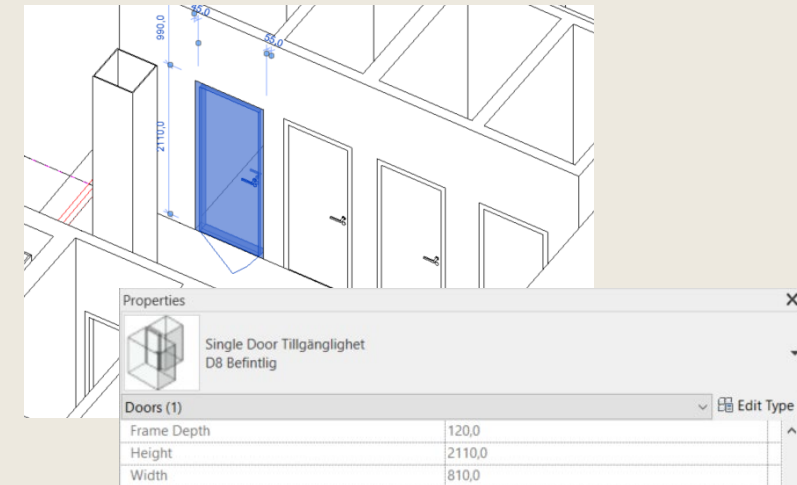 990,0
45,0
55,0
2110,0
Properties
X
Single Door Tillgänglighet
D8 Befintlig
Doors (1)
Edit Type
Frame Depth 120,0
Height 2110,0
Width 810,0